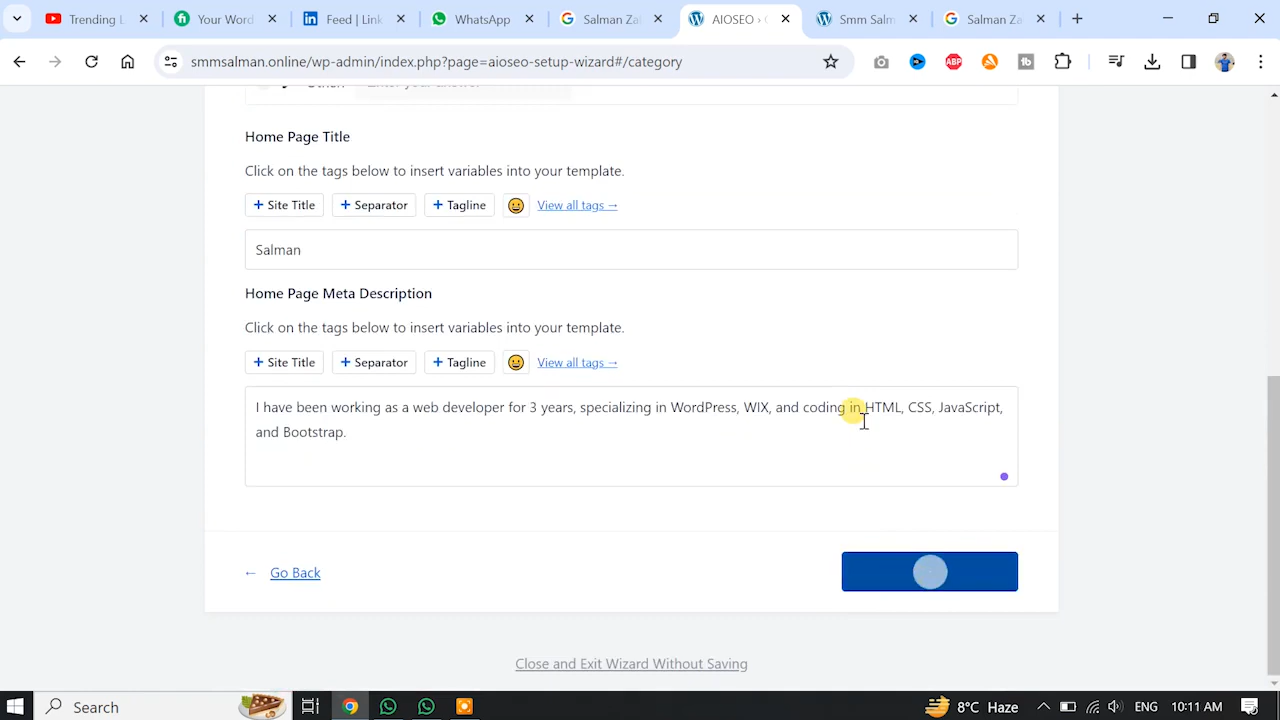 Trending
Your Word
Feed | Link
WhatsApp
Salman Za
AIOSEO ›
Smm Salm
Salman Za
smmsalman.online/wp-admin/index.php?page=aioseo-setup-wizard#/category
ABP
Home Page Title
Click on the tags below to insert variables into your template.
+ Site Title
+ Separator
+ Tagline
View all tags →
Salman
Home Page Meta Description
Click on the tags below to insert variables into your template.
+ Site Title
+ Separator
+ Tagline
View all tags →
I have been working as a web developer for 3 years, specializing in WordPress, WIX, and coding in HTML, CSS, JavaScript,
and Bootstrap.
← Go Back
Close and Exit Wizard Without Saving
Search
8°C Haze
ENG
10:11 AM